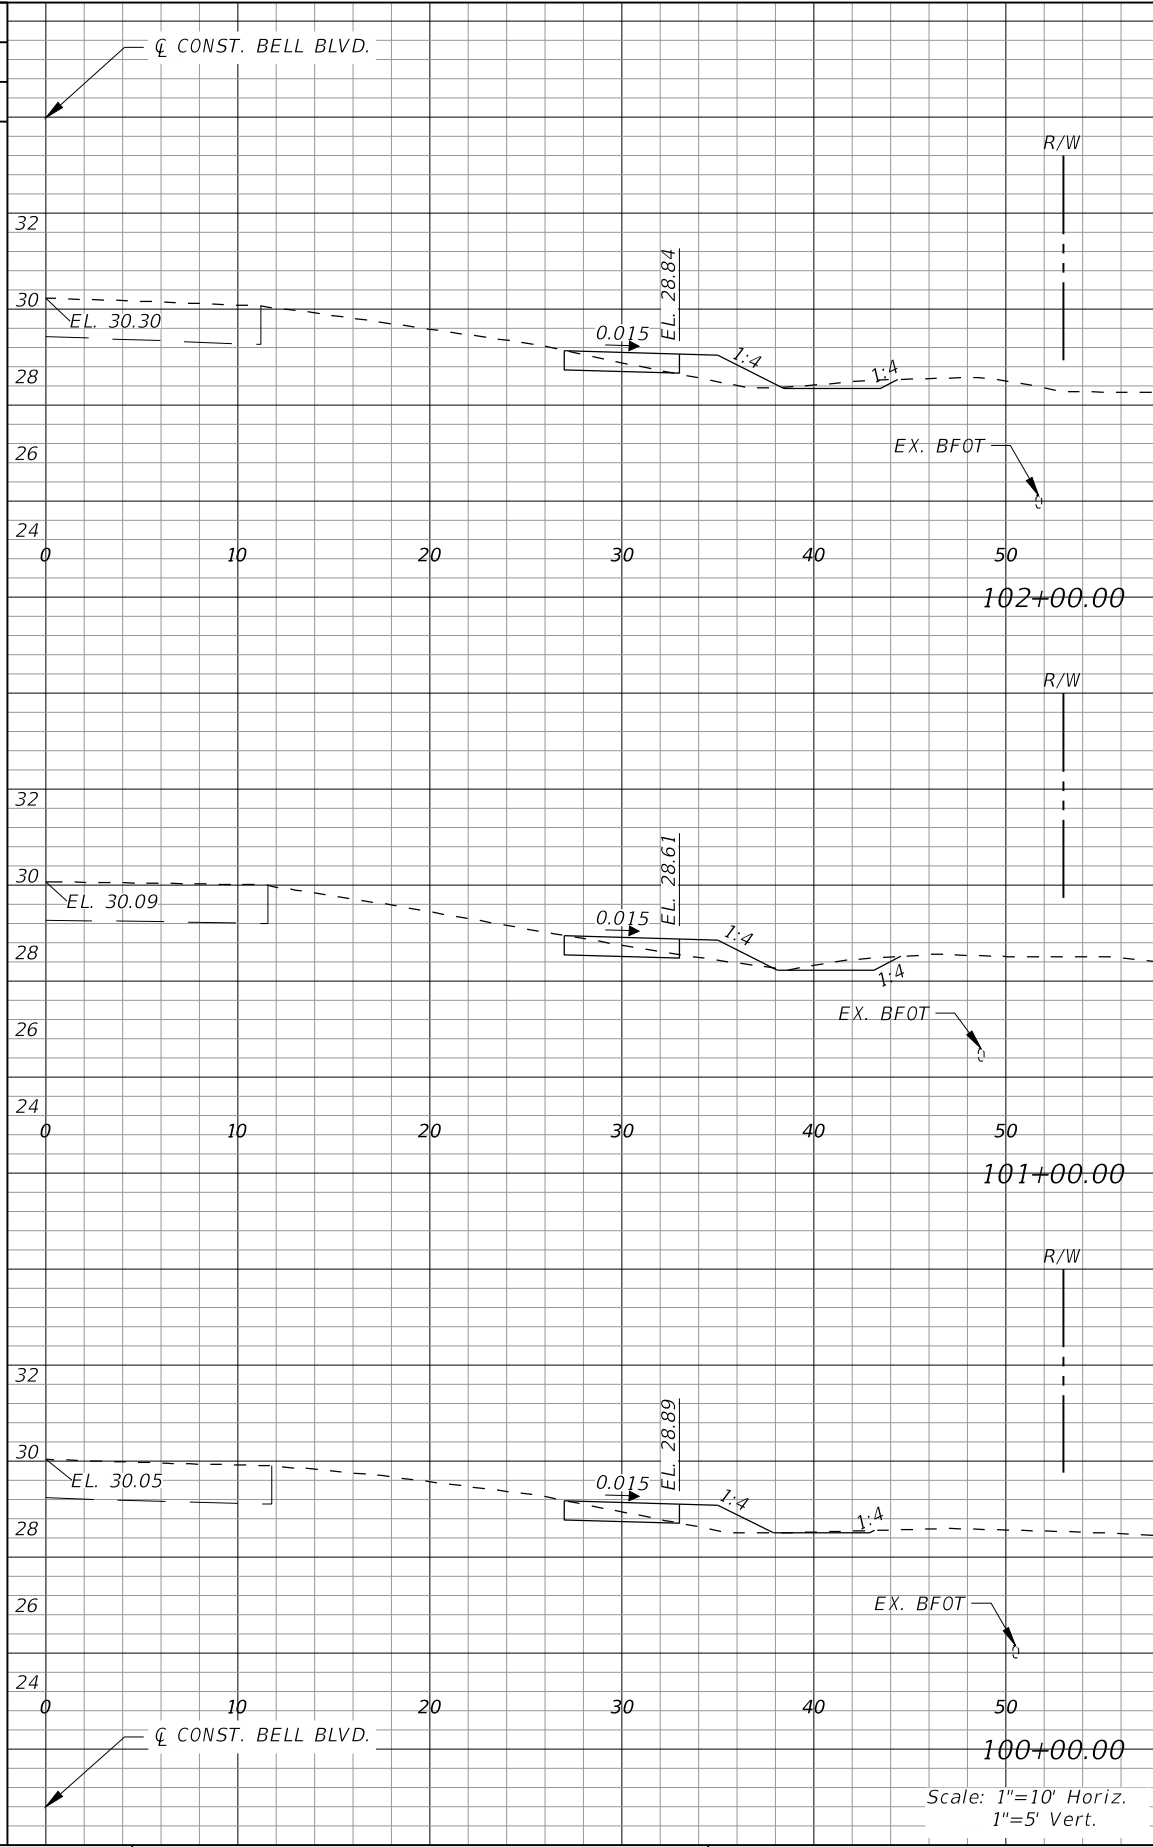 ℄ CONST. BELL BLVD.
R/W
32
EL. 28.84
30
EL. 30.30
0.015
1:4
28
1:4
26
EX. BFOT
24
0 10 20 30 40 50
102+00.00
R/W
32
EL. 28.61
30
EL. 30.09
0.015
1:4
28
1:4
EX. BFOT
26
24
0 10 20 30 40 50
101+00.00
R/W
32
EL. 28.89
30
EL. 30.05
0.015
1:4
1:4
28
26
EX. BFOT
24
0 10 20 30 40 50
℄ CONST. BELL BLVD.
100+00.00
Scale: 1"=10' Horiz.
1"=5' Vert.